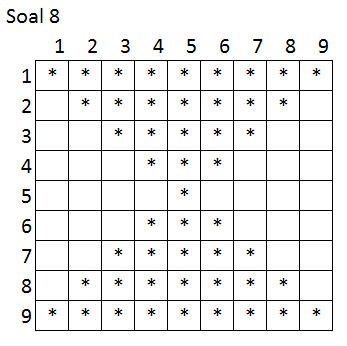 Soal 8
1 2 3 4 5 6 7 8 9
1 * * * * * * * * *
2 * * * * * * *
3 * * * * *
4 * * *
5 *
6 * * *
7 * * * * *
8 * * * * * * *
9 * * * * * * * * *